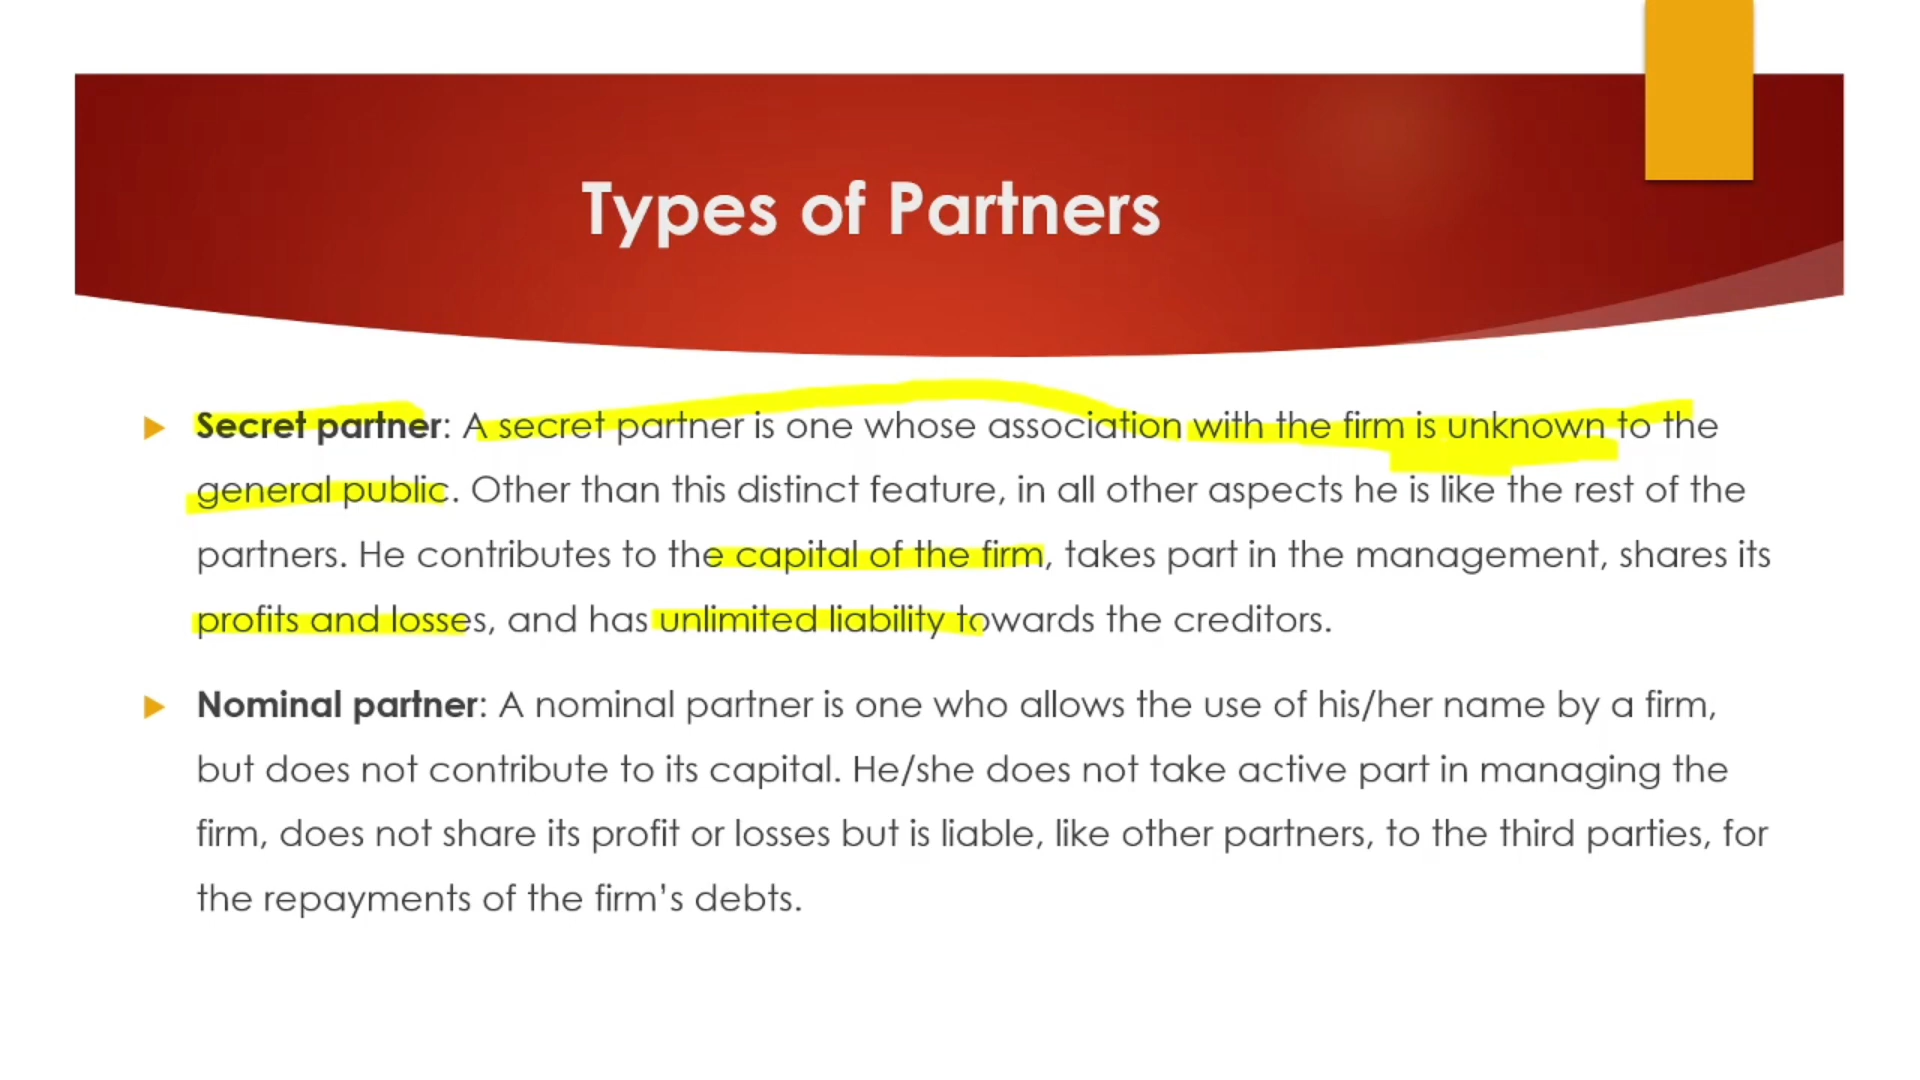 Types of Partners
Secret partner: A secret partner is one whose association with the firm is unknown to the
general public. Other than this distinct feature, in all other aspects he is like the rest of the
partners. He contributes to the capital of the firm, takes part in the management, shares its
profits and losses, and has unlimited liability towards the creditors.
Nominal partner: A nominal partner is one who allows the use of his/her name by a firm,
but does not contribute to its capital. He/she does not take active part in managing the
firm, does not share its profit or losses but is liable, like other partners, to the third parties, for
the repayments of the firm’s debts.